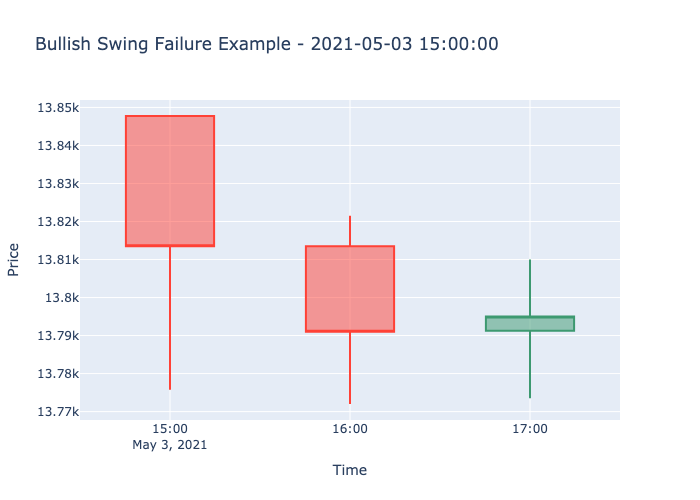 Bullish Swing Failure Example - 2021-05-03 15:00:00
13.85k
13.84k
13.83k
13.82k
13.81k
13.8k
13.79k
13.78k
13.77k
Price
15:00
May 3, 2021
16:00
17:00
Time